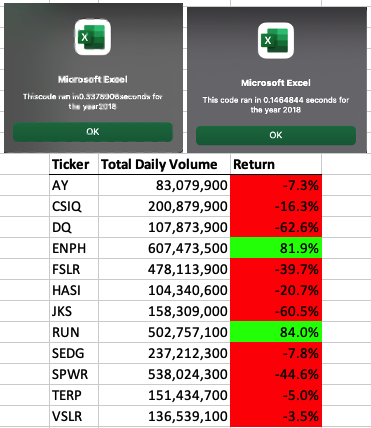 Microsoft Excel
This code ran in0.3378906seconds for
the year2018
OK
Microsoft Excel
This code ran in 0.1464844 seconds for
the year 2018
OK
Ticker Total Daily Volume Return
AY 83,079,900 -7.3%
CSIQ 200,879,900 -16.3%
DQ 107,873,900 -62.6%
ENPH 607,473,500 81.9%
FSLR 478,113,900 -39.7%
HASI 104,340,600 -20.7%
JKS 158,309,000 -60.5%
RUN 502,757,100 84.0%
SEDG 237,212,300 -7.8%
SPWR 538,024,300 -44.6%
TERP 151,434,700 -5.0%
VSLR 136,539,100 -3.5%